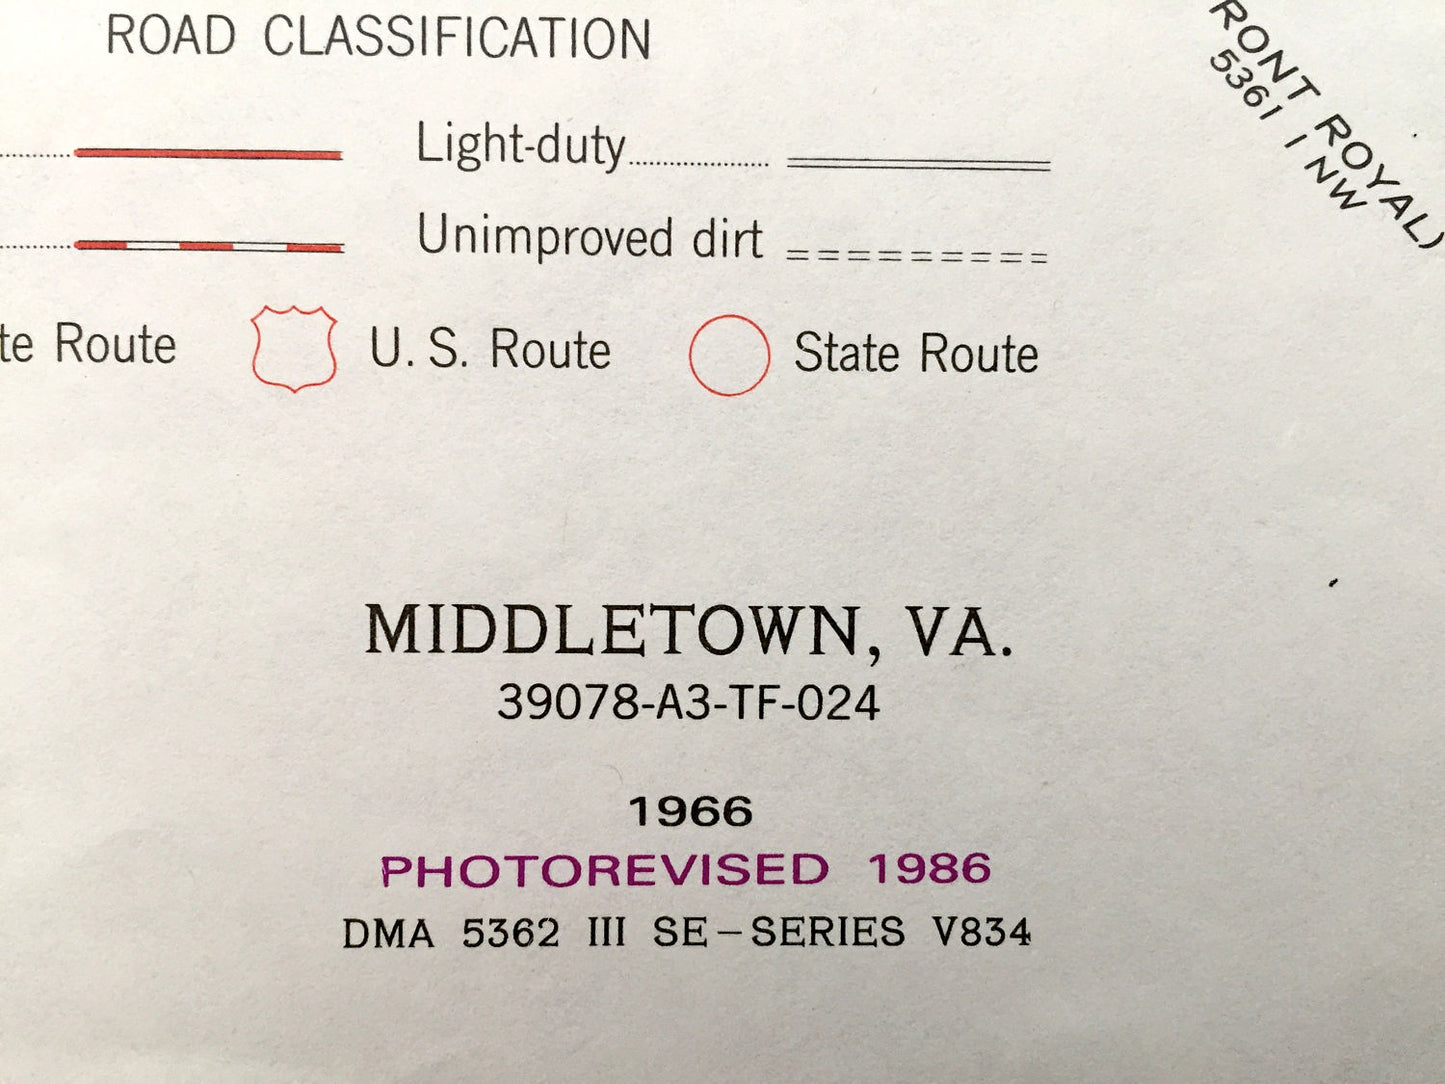 ROAD CLASSIFICATION
Light-duty
Unimproved dirt
te Route U. S. Route State Route
RONT ROYAL)
5361 I NW
MIDDLETOWN, VA.
39078-A3-TF-024
1966
PHOTOREVISED 1986
DMA 5362 III SE–SERIES V834